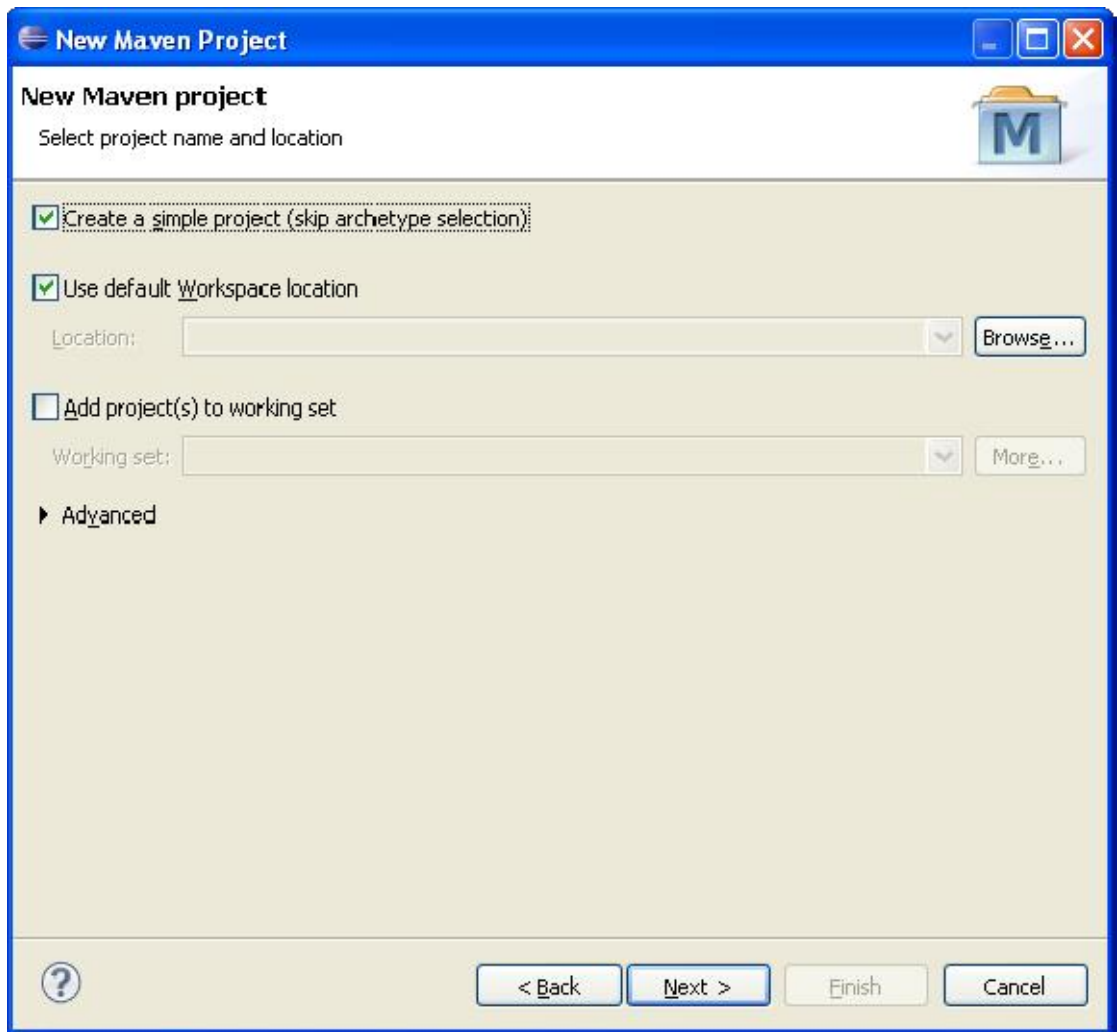 New Maven Project
New Maven project
Select project name and location
M
Create a simple project (skip archetype selection)
Use default Workspace location
Location:
Browse...
Add project(s) to working set
Working set:
More...
Advanced
?
< Back
Next >
Finish
Cancel